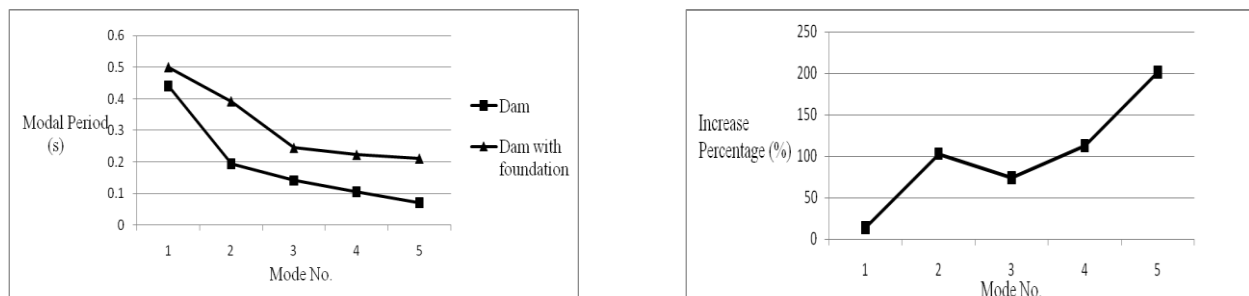 0.6
0.5
0.4
0.3
0.2
0.1
0
Modal Period
(s)
1 2 3 4 5
Mode No.
Dam
Dam with
foundation
250
200
150
100
50
0
Increase
Percentage (%)
1 2 3 4 5
Mode No.